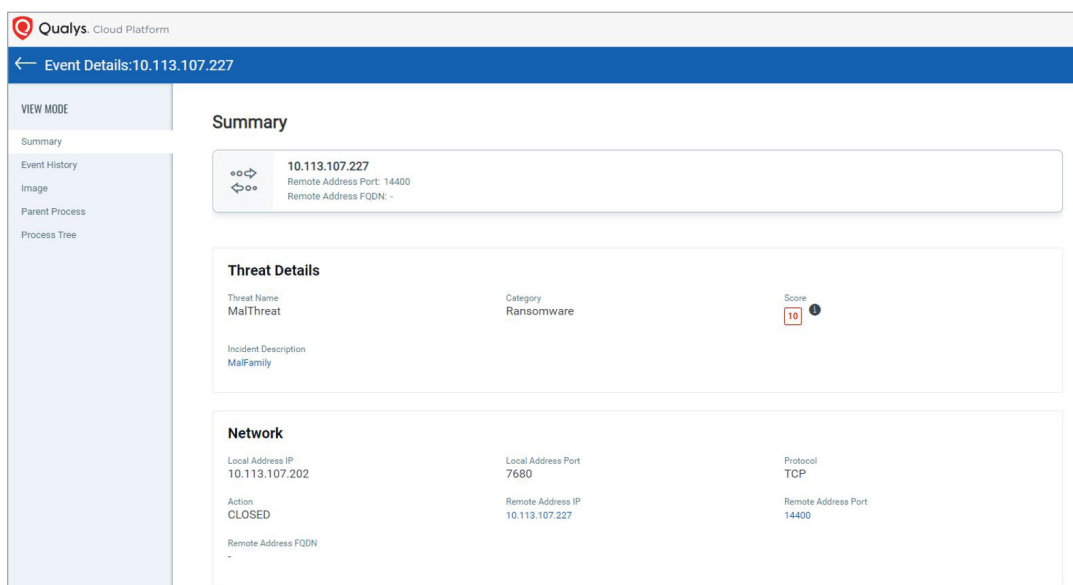 Qualys. Cloud Platform
Event Details:10.113.107.227
VIEW MODE
Summary
Event History
Image
Parent Process
Process Tree
Summary
10.113.107.227
Remote Address Port: 14400
Remote Address FQDN: -
Threat Details
Threat Name
MalThreat
Category
Ransomware
Score
10
Incident Description
MalFamily
Network
Local Address IP
10.113.107.202
Local Address Port
7680
Protocol
TCP
Action
CLOSED
Remote Address IP
10.113.107.227
Remote Address Port
14400
Remote Address FQDN
-